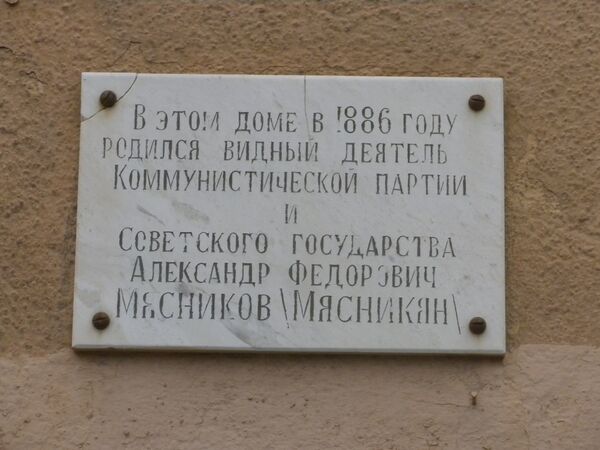 В этом доме в 1886 году
родился видный деятель
Коммунистической партии
и
Советского государства
Александр Федорович
Мясников \Мясникян\